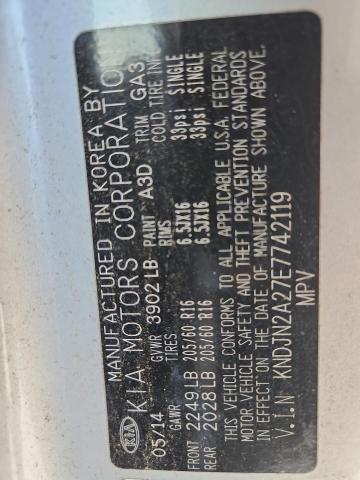 MANUFACTURED IN KOREA BY
KIA KIA MOTORS CORPORATION
05/14 GVWR 3902 LB PAINT A3D TRIM GA3
GAWR TIRES RIMS COLD TIRE INFL
FRONT 2249LB 205/60 R16 6.5JX16 33psi SINGLE
REAR 2028LB 205/60 R16 6.5JX16 33psi SINGLE
THIS VEHICLE CONFORMS TO ALL APPLICABLE U.S.A. FEDERAL
MOTOR VEHICLE SAFETY AND THEFT PREVENTION STANDARDS
IN EFFECT ON THE DATE OF MANUFACTURE SHOWN ABOVE.
V.I.N KNDJN2A27E7742119
MPV